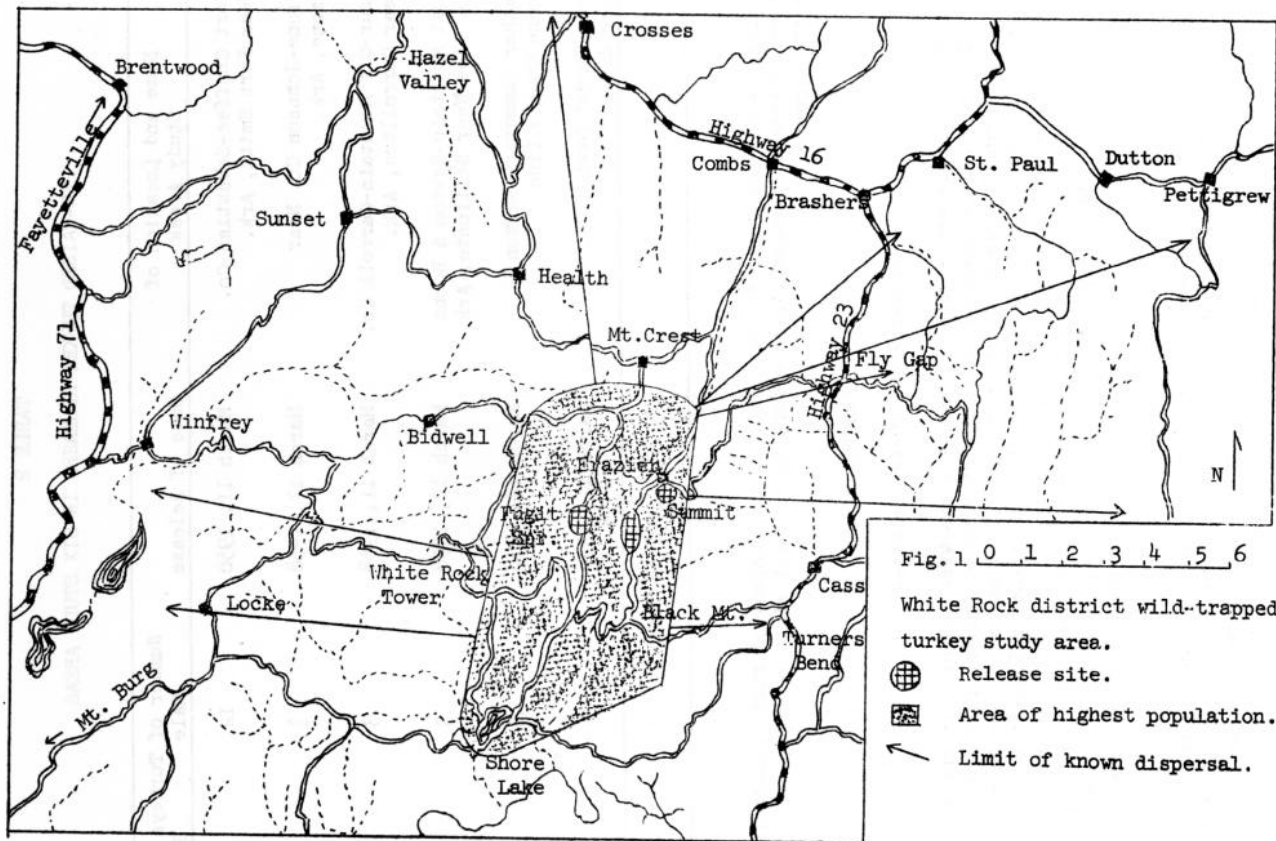 Crosses
Brentwood
Hazel
Valley
Fayetteville
Highway 16
Combs
St. Paul
Dutton
Brashers
Pettigrew
Sunset
Health
Mt. Crest
Highway 71
Highway 23
Fly Gap
Winfrey
Bidwell
N
Summit
Fugit
Spr.
White Rock
Tower
Cass
Locke
Black Mt.
Turners
Bend
Mt. Burg
Shore
Lake
Fig. 1 0 1 2 3 4 5 6
White Rock district wild-trapped
turkey study area.
Release site.
Area of highest population.
Limit of known dispersal.